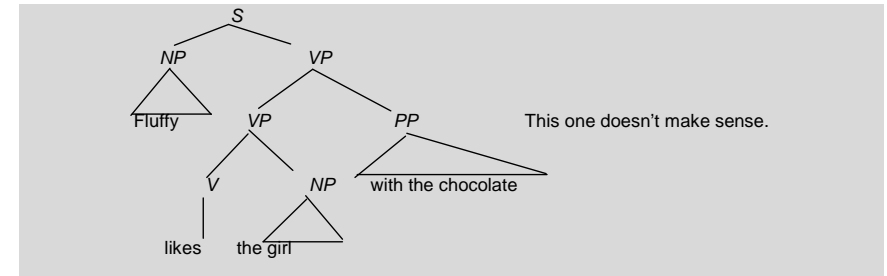 S
NP VP
Fluffy VP PP This one doesn't make sense.
V NP with the chocolate
likes the girl